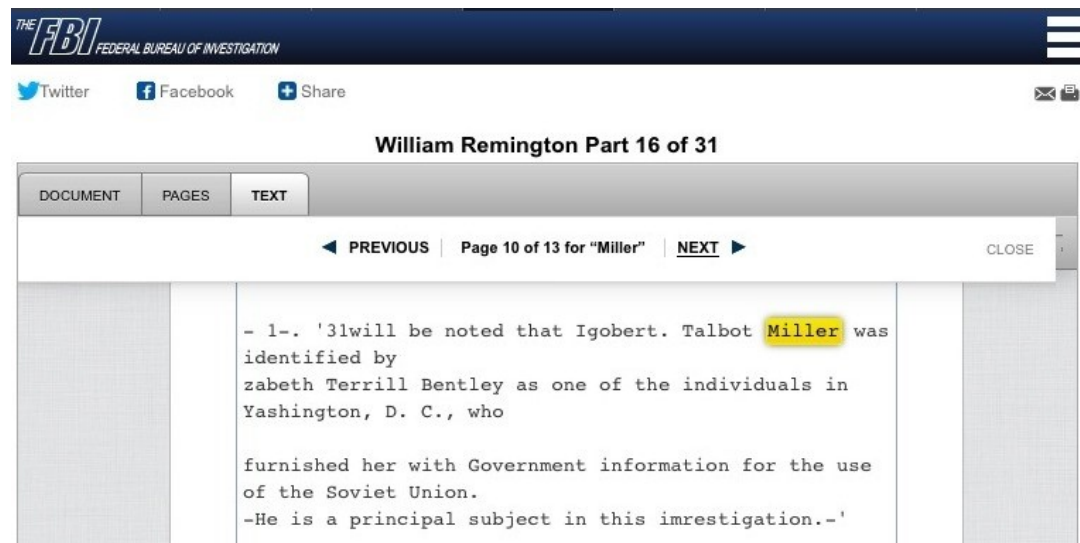 THE FBI FEDERAL BUREAU OF INVESTIGATION
Twitter Facebook Share
William Remington Part 16 of 31
DOCUMENT PAGES TEXT
PREVIOUS Page 10 of 13 for “Miller” NEXT CLOSE
- 1-. '31will be noted that Igobert. Talbot Miller was
identified by
zabeth Terrill Bentley as one of the individuals in
Yashington, D. C., who
furnished her with Government information for the use
of the Soviet Union.
-He is a principal subject in this imrestigation.-'